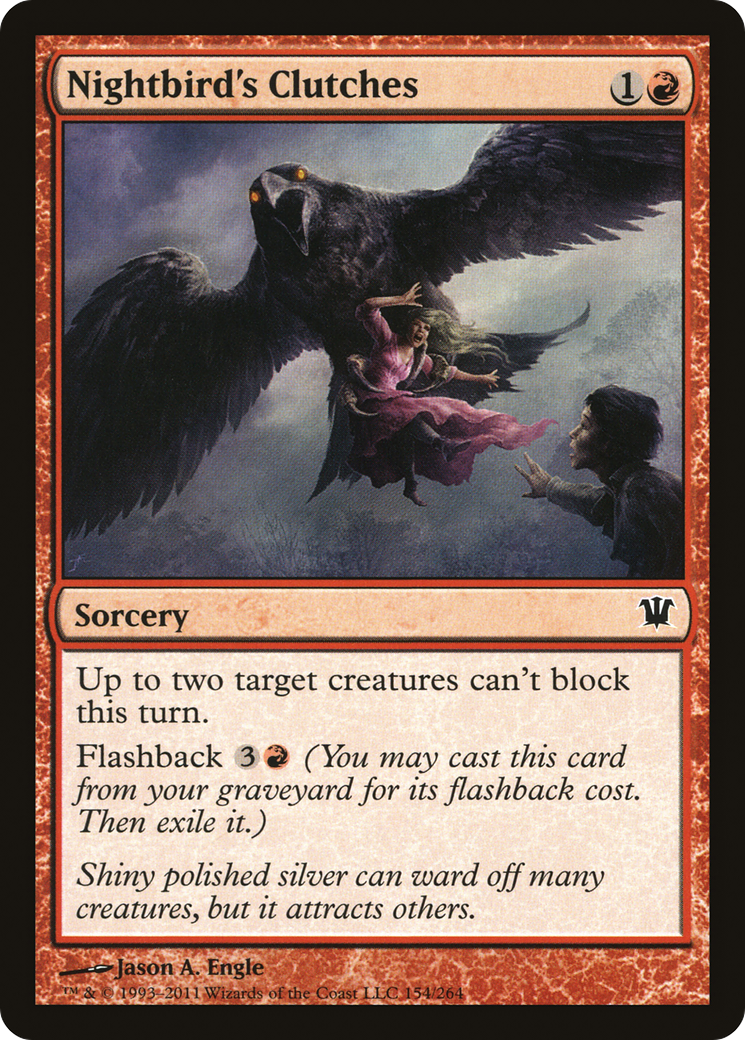 Nightbird's Clutches 1
Sorcery
Up to two target creatures can't block
this turn.
Flashback 3 (You may cast this card
from your graveyard for its flashback cost.
Then exile it.)
Shiny polished silver can ward off many
creatures, but it attracts others.
Jason A. Engle
™ & © 1993–2011 Wizards of the Coast LLC 154/264